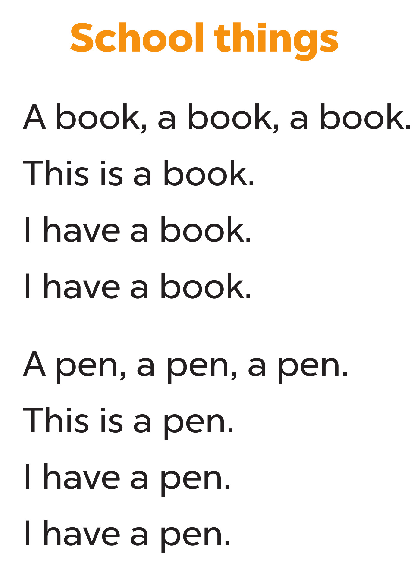 School things
A book, a book, a book.
This is a book.
I have a book.
I have a book.
A pen, a pen, a pen.
This is a pen.
I have a pen.
I have a pen.